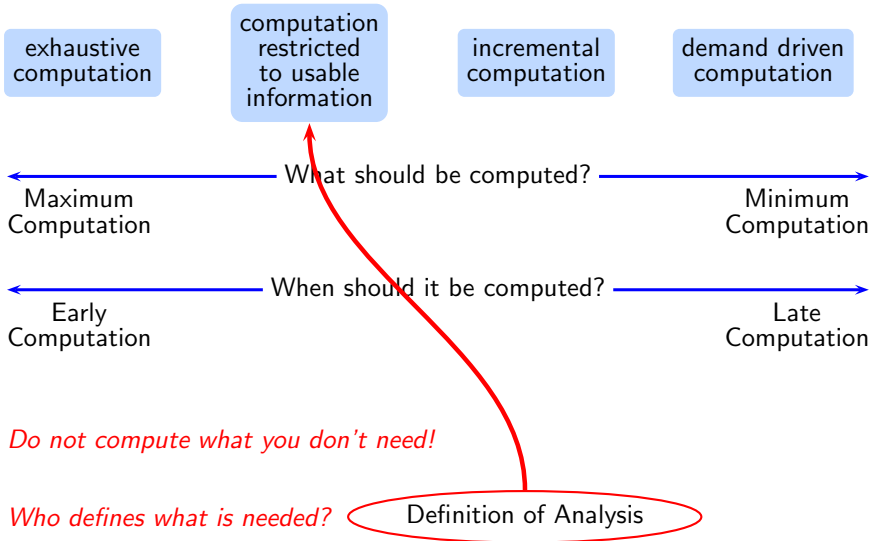 exhaustive
computation
computation
restricted
to usable
information
incremental
computation
demand driven
computation
What should be computed?
Maximum
Computation
Minimum
Computation
When should it be computed?
Early
Computation
Late
Computation
Do not compute what you don't need!
Who defines what is needed?
Definition of Analysis